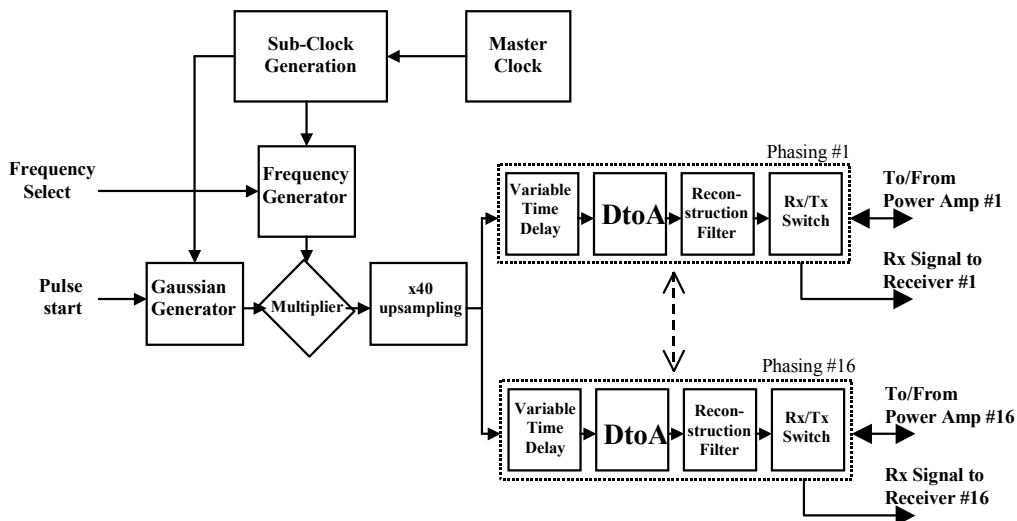 Sub-Clock
Generation
Master
Clock
Frequency
Select
Frequency
Generator
Pulse
start
Gaussian
Generator
Multiplier
x40
upsampling
Phasing #1
Variable
Time
Delay
DtoA
Recon-
struction
Filter
Rx/Tx
Switch
To/From
Power Amp #1
Rx Signal to
Receiver #1
Phasing #16
Variable
Time
Delay
DtoA
Recon-
struction
Filter
Rx/Tx
Switch
To/From
Power Amp #16
Rx Signal to
Receiver #16